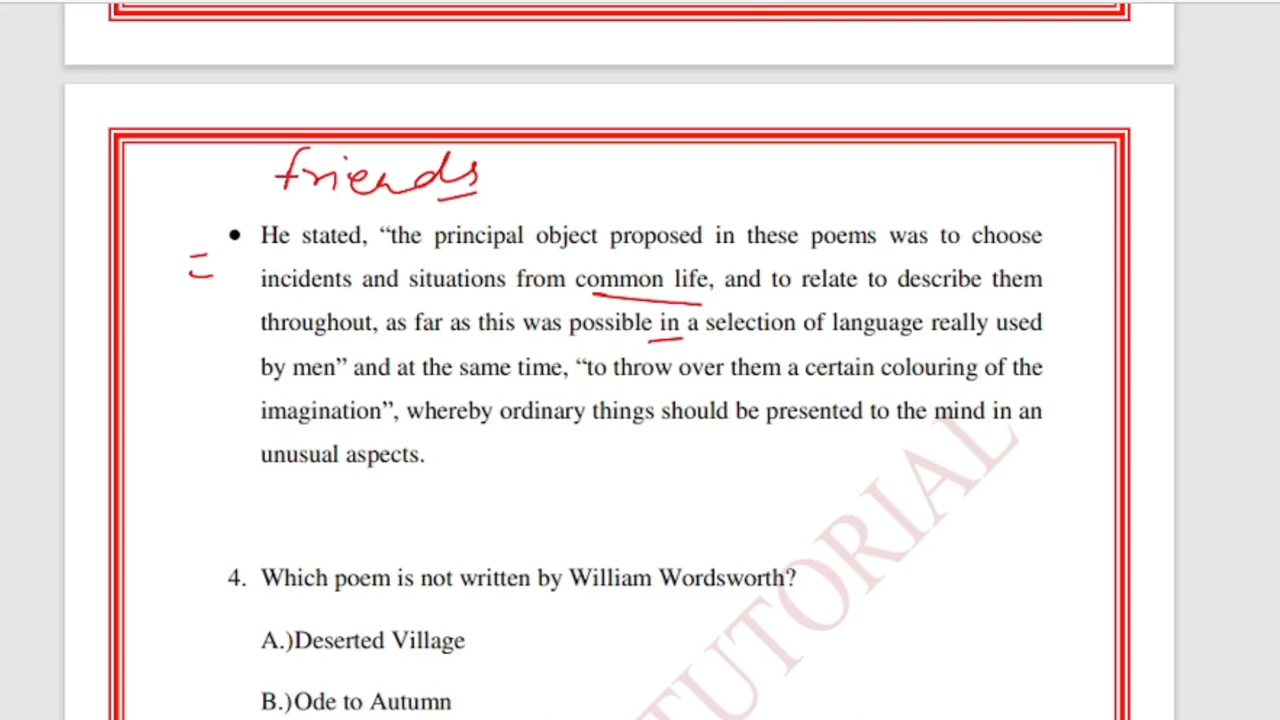 friends
• He stated, “the principal object proposed in these poems was to choose
incidents and situations from common life, and to relate to describe them
throughout, as far as this was possible in a selection of language really used
by men” and at the same time, “to throw over them a certain colouring of the
imagination”, whereby ordinary things should be presented to the mind in an
unusual aspects.
4. Which poem is not written by William Wordsworth?
A.)Deserted Village
B.)Ode to Autumn
TUTORIAL